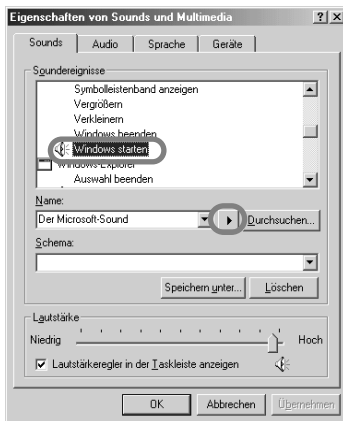 Eigenschaften von Sounds und Multimedia
Sounds Audio Sprache Geräte
Soundereignisse
Symbolleistenband anzeigen
Vergrößern
Verkleinern
Windows beenden
Windows starten
Windows-Explorer
Auswahl beenden
Name:
Der Microsoft-Sound Durchsuchen...
Schema:
Speichern unter... Löschen
Lautstärke
Niedrig Hoch
Lautstärkeregler in der Taskleiste anzeigen
OK Abbrechen Übernehmen